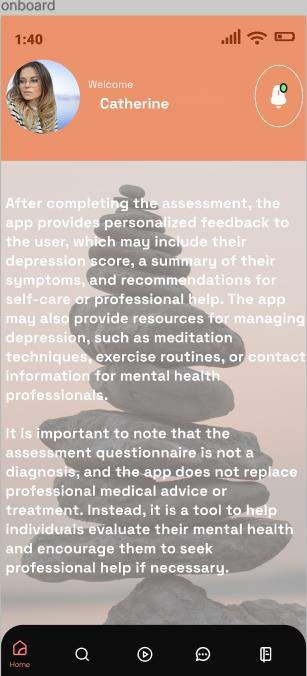 onboard
1:40
Welcome
Catherine
After completing the assessment, the
app provides personalized feedback to
the user, which may include their
depression score, a summary of their
symptoms, and recommendations for
self-care or professional help. The app
may also provide resources for managing
depression, such as meditation
techniques, exercise routines, or contact
information for mental health
professionals.
It is important to note that the
assessment questionnaire is not a
diagnosis, and the app does not replace
professional medical advice or
treatment. Instead, it is a tool to help
individuals evaluate their mental health
and encourage them to seek
professional help if necessary.
Home